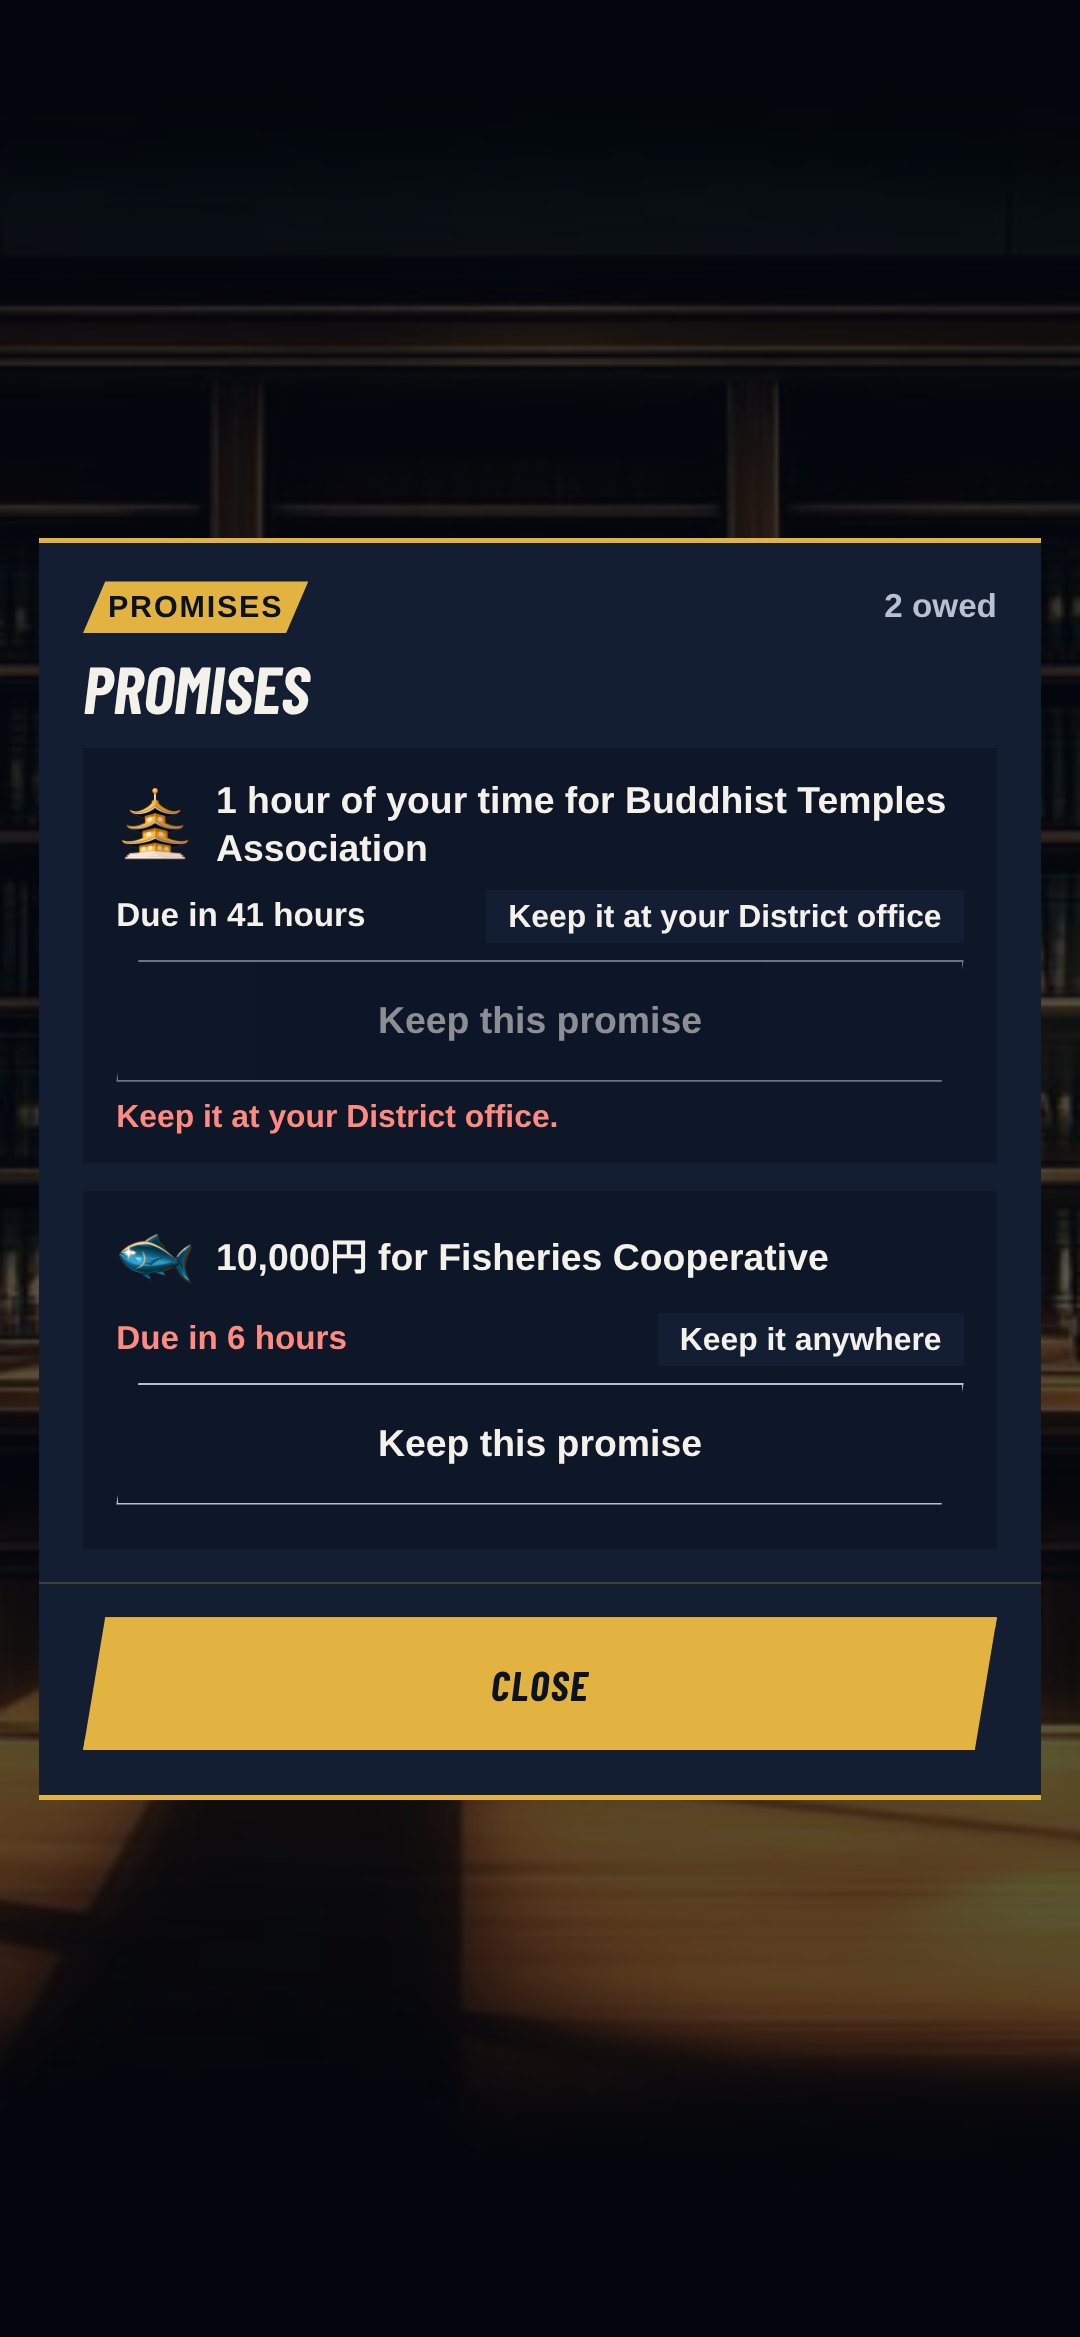 PROMISES
2 owed
PROMISES
1 hour of your time for Buddhist Temples
Association
Due in 41 hours
Keep it at your District office
Keep this promise
Keep it at your District office.
10,000円 for Fisheries Cooperative
Due in 6 hours
Keep it anywhere
Keep this promise
CLOSE